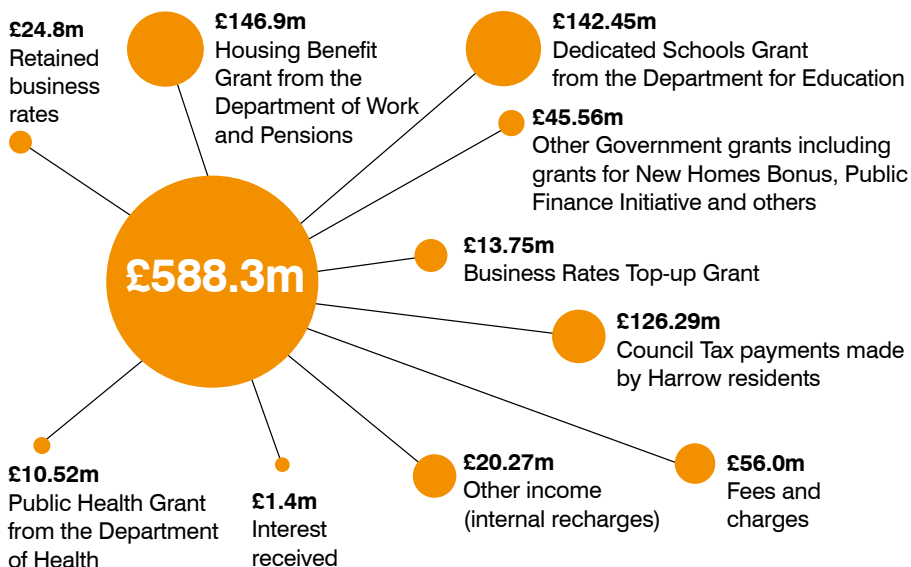 £24.8m
Retained
business
rates
£146.9m
Housing Benefit
Grant from the
Department of Work
and Pensions
£142.45m
Dedicated Schools Grant
from the Department for Education
£45.56m
Other Government grants including
grants for New Homes Bonus, Public
Finance Initiative and others
£588.3m
£13.75m
Business Rates Top-up Grant
£126.29m
Council Tax payments made
by Harrow residents
£10.52m
Public Health Grant
from the Department
of Health
£1.4m
Interest
received
£20.27m
Other income
(internal recharges)
£56.0m
Fees and
charges